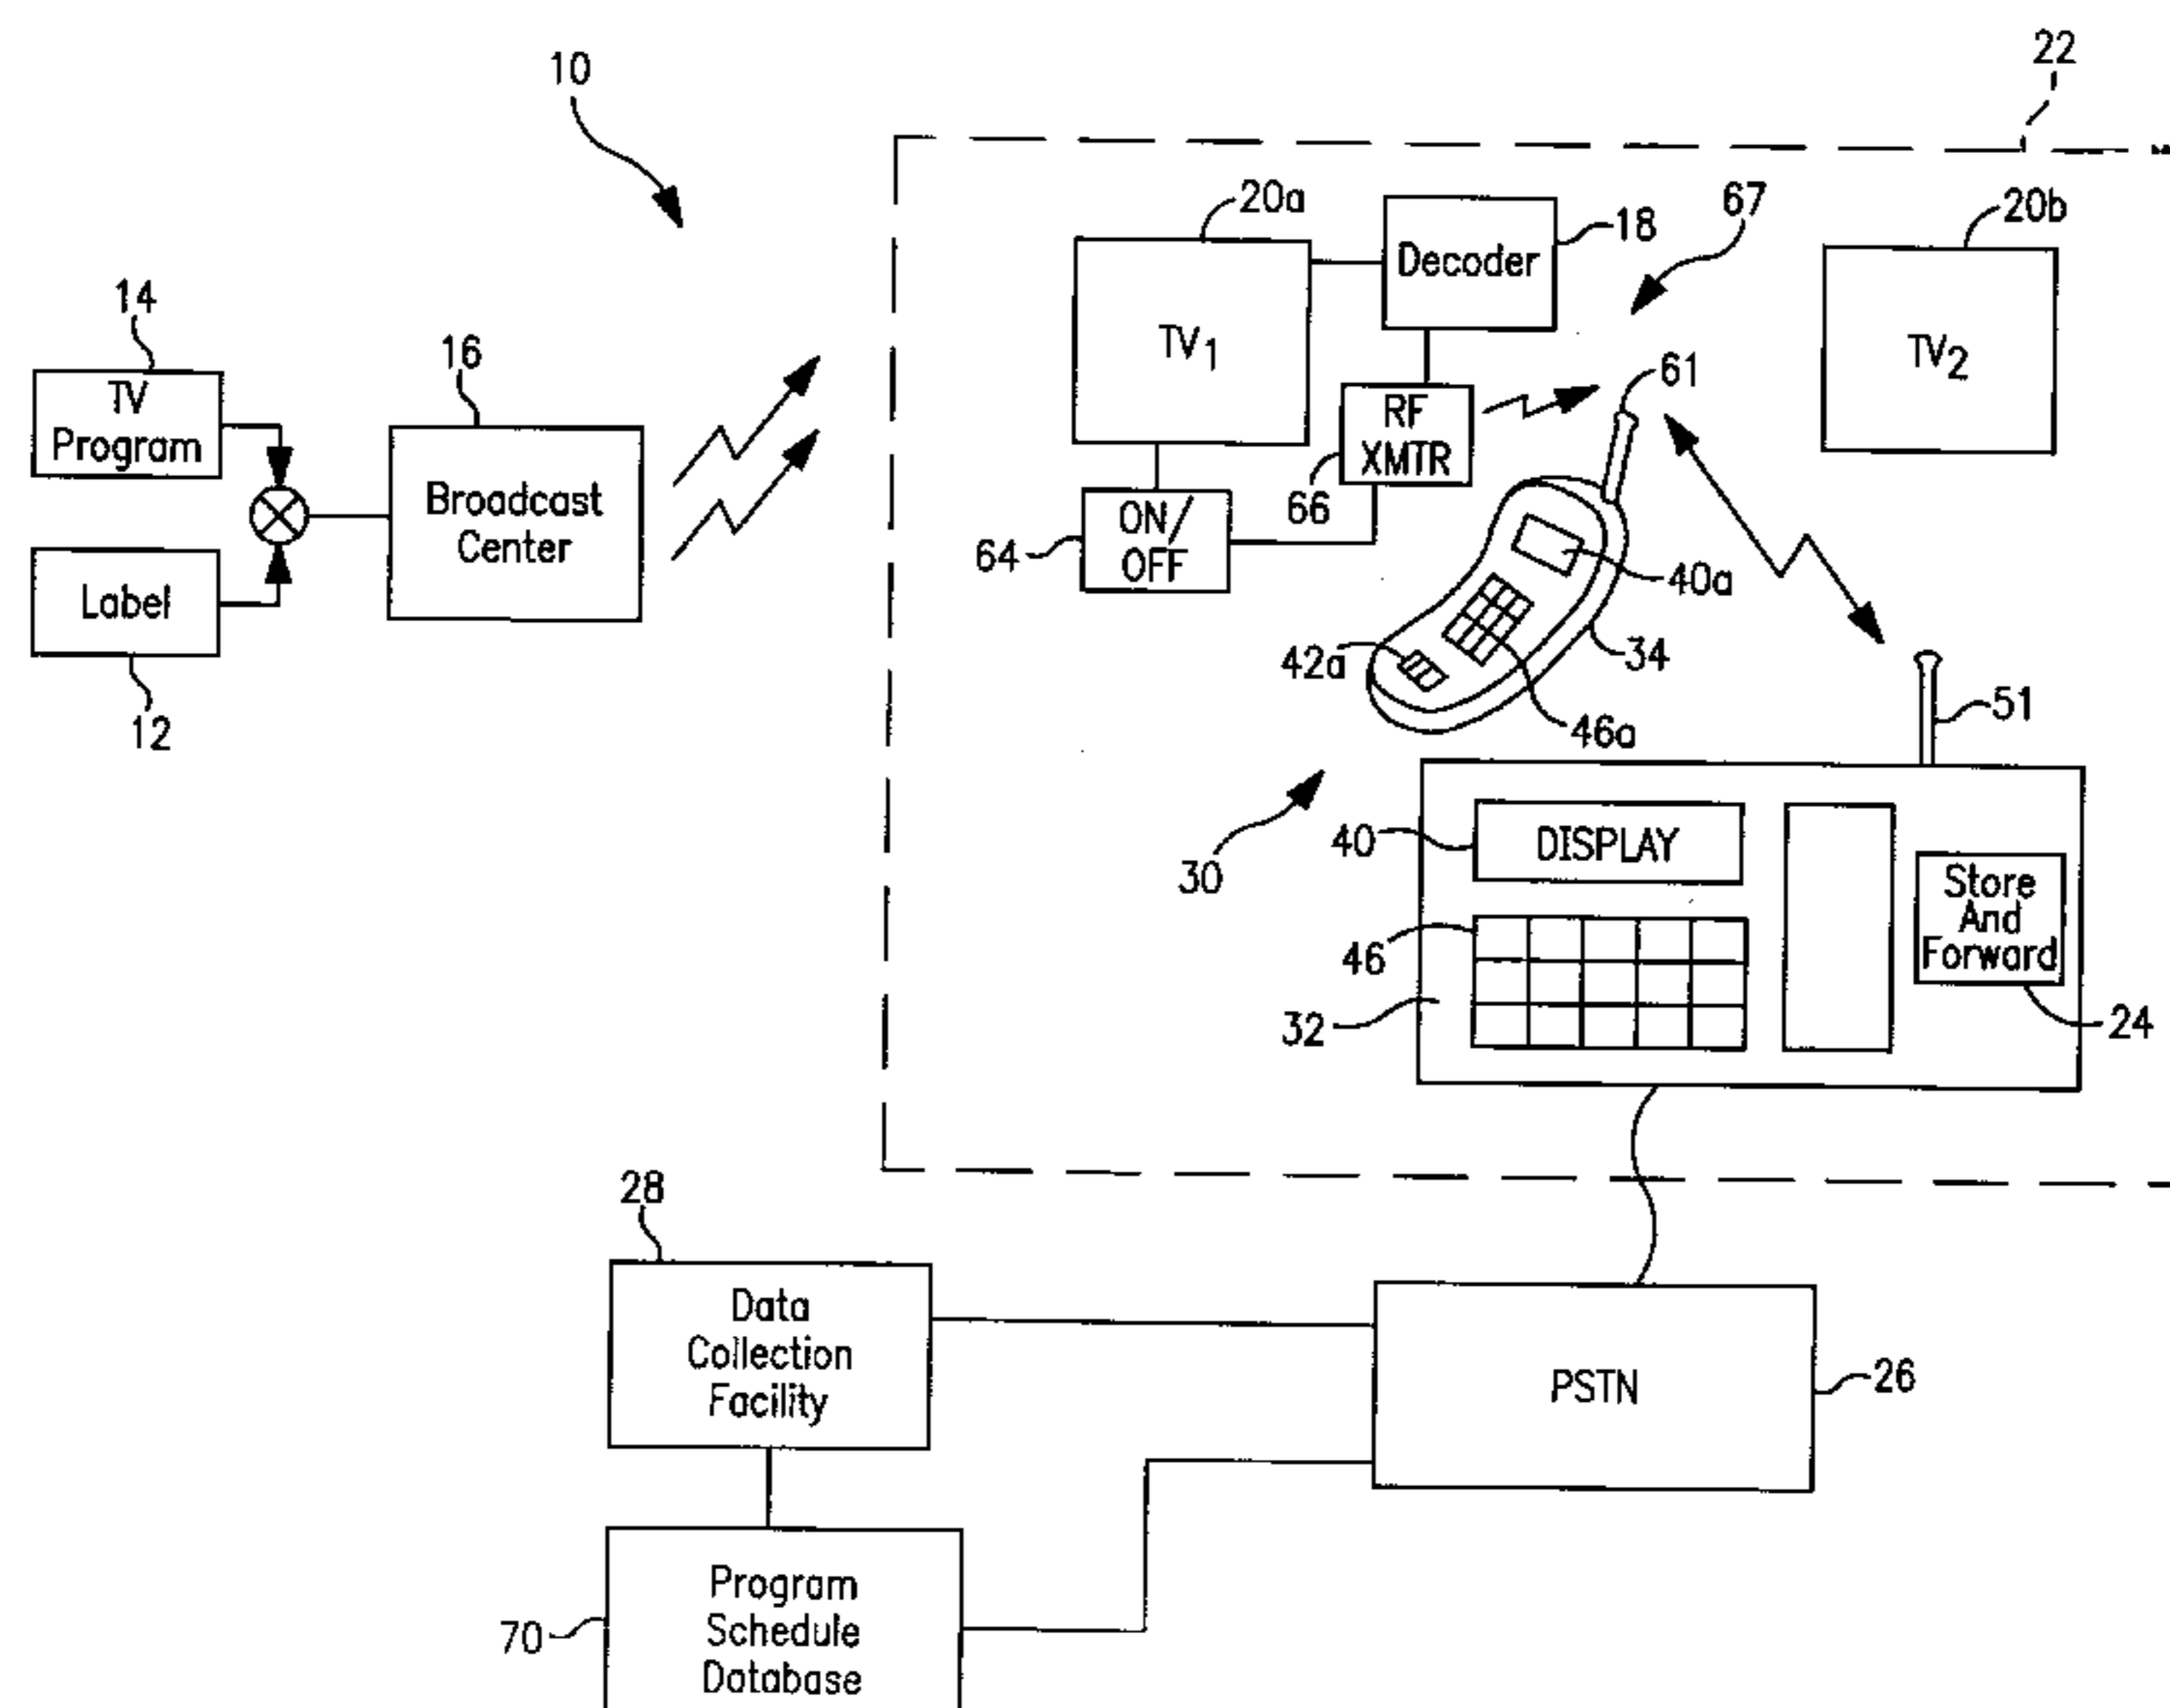 10
22
14
TV
Program
16
Broadcast
Center
Label
12
20a
TV1
Decoder
18
67
20b
TV2
RF
XMTR
66
61
ON/
OFF
64
40a
34
42a
46a
51
30
40
DISPLAY
46
32
Store
And
Forward
24
28
Data
Collection
Facility
PSTN
26
70
Program
Schedule
Database